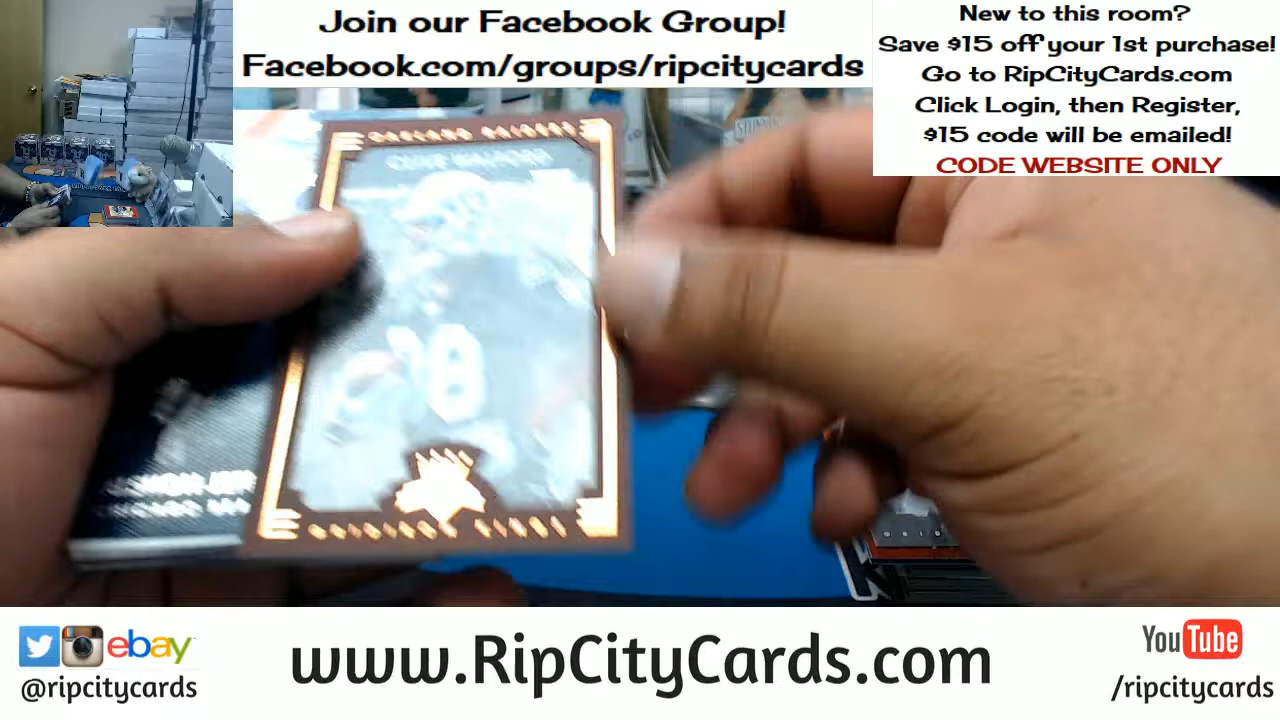 Join our Facebook Group!
Facebook.com/groups/ripcitycards
New to this room?
Save $15 off your 1st purchase!
Go to RipCityCards.com
Click Login, then Register,
$15 code will be emailed!
CODE WEBSITE ONLY
OAKLAND RAIDERS
ebay
@ripcitycards
www.RipCityCards.com
YouTube
/ripcitycards